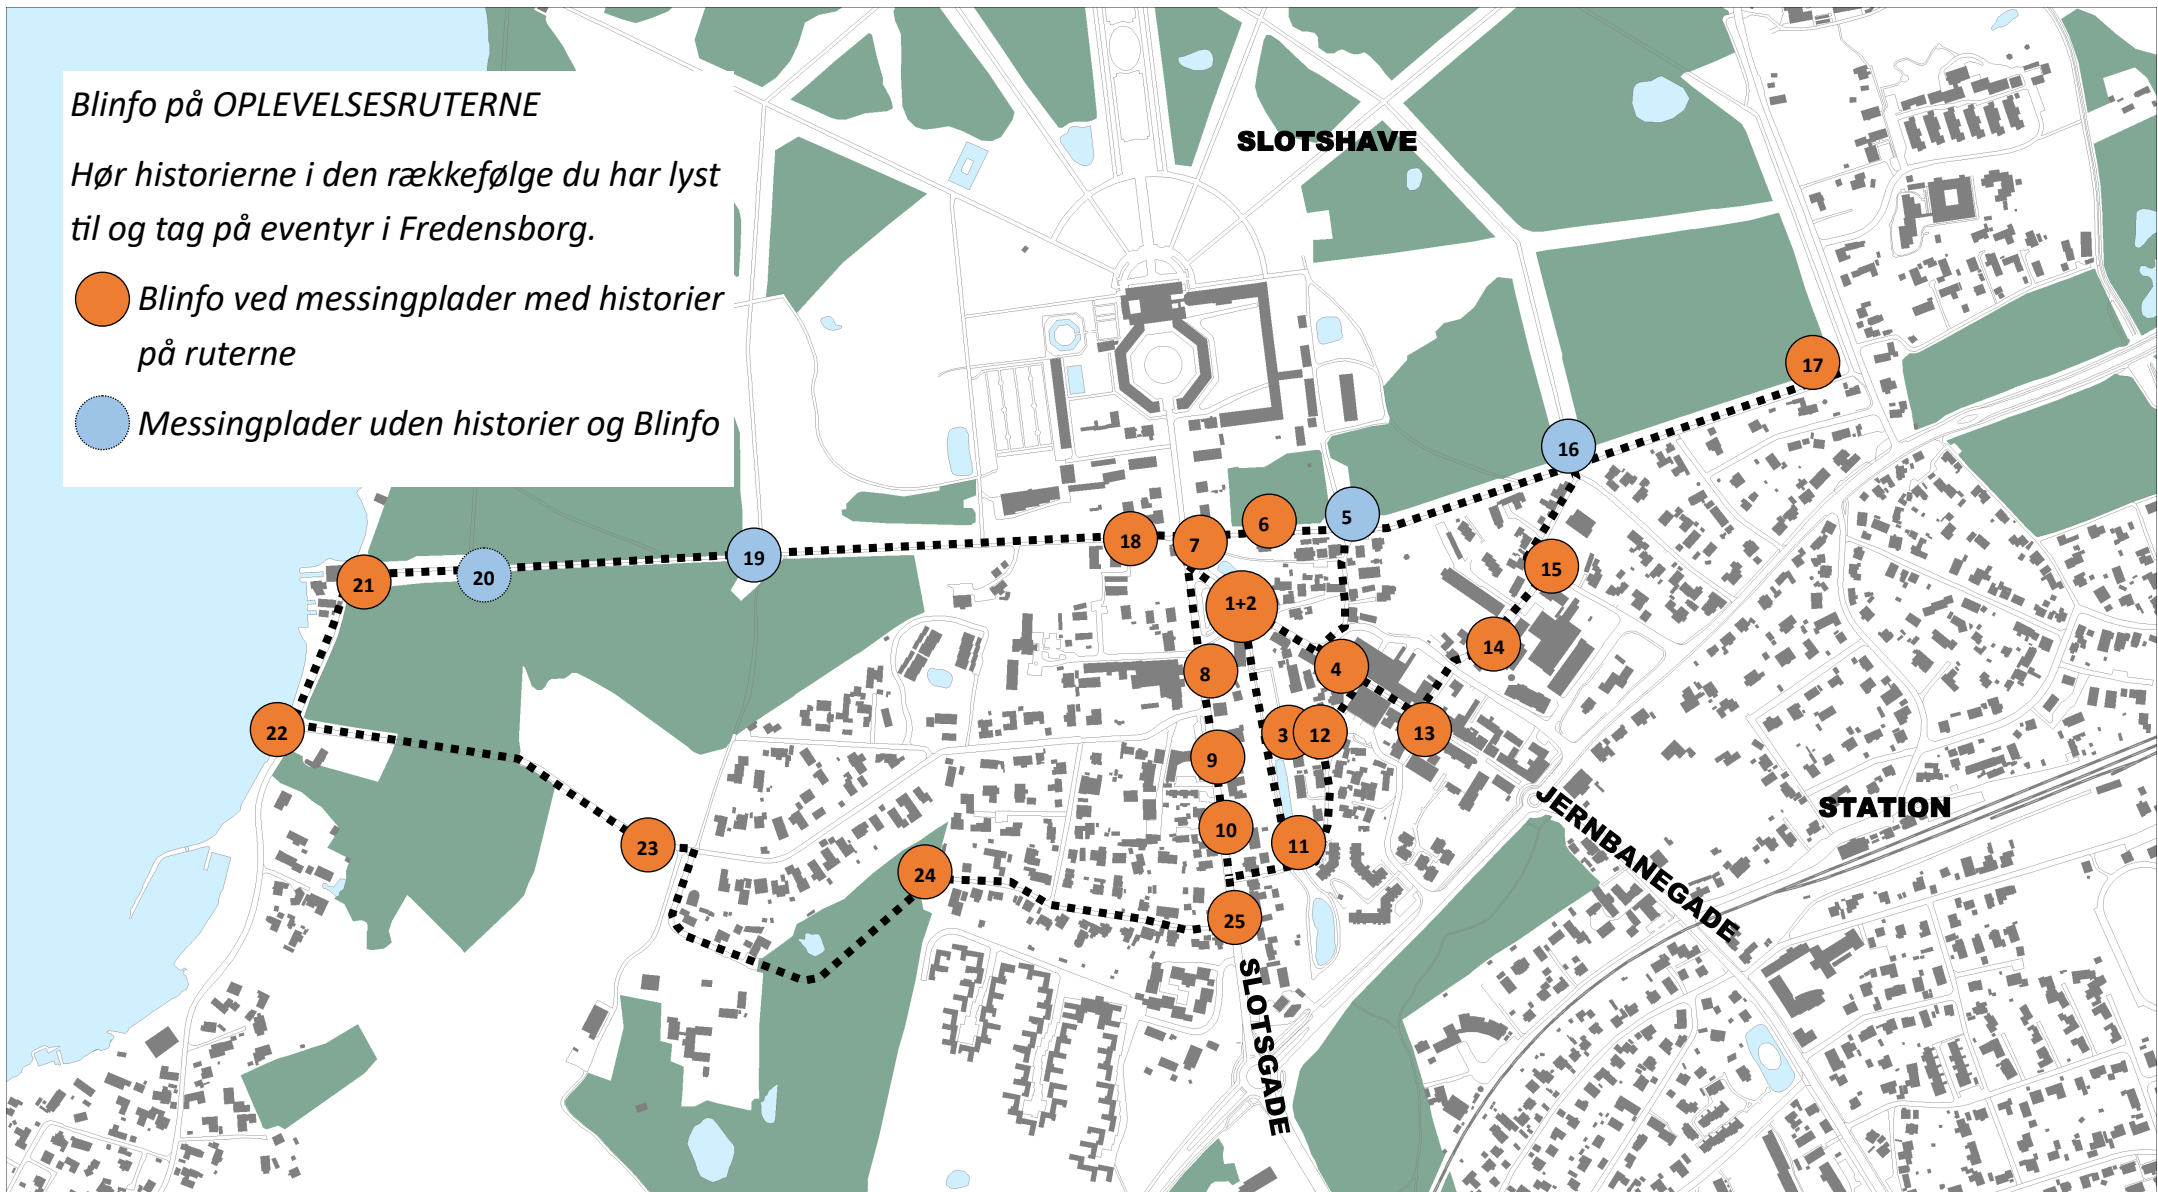 Blinfo på OPLEVELSESRUTERNE
Hør historierne i den rækkefølge du har lyst
til og tag på eventyr i Fredensborg.
Blinfo ved messingplader med historier
på ruterne
Messingplader uden historier og Blinfo
SLOTSHAVE
17
16
5
6
7
18
19
20
21
15
1+2
14
4
8
22
3
12
13
9
10
11
23
24
25
STATION
JERNBANEGADE
SLOTSGADE